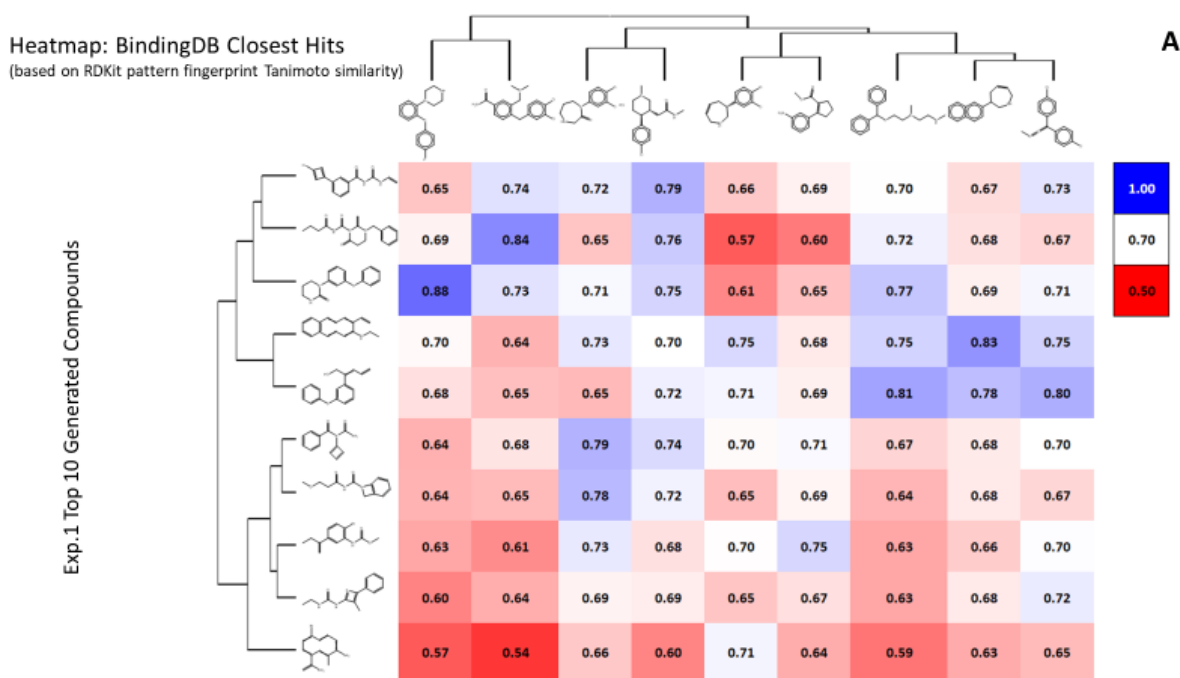 Heatmap: BindingDB Closest Hits
(based on RDKit pattern fingerprint Tanimoto similarity)
A
Exp.1 Top 10 Generated Compounds
0.65 0.74 0.72 0.79 0.66 0.69 0.70 0.67 0.73
0.69 0.84 0.65 0.76 0.57 0.60 0.72 0.68 0.67
0.88 0.73 0.71 0.75 0.61 0.65 0.77 0.69 0.71
0.70 0.64 0.73 0.70 0.75 0.68 0.75 0.83 0.75
0.68 0.65 0.65 0.72 0.71 0.69 0.81 0.78 0.80
0.64 0.68 0.79 0.74 0.70 0.71 0.67 0.68 0.70
0.64 0.65 0.78 0.72 0.65 0.69 0.64 0.68 0.67
0.63 0.61 0.73 0.68 0.70 0.75 0.63 0.66 0.70
0.60 0.64 0.69 0.69 0.65 0.67 0.63 0.68 0.72
0.57 0.54 0.66 0.60 0.71 0.64 0.59 0.63 0.65
1.00
0.70
0.50